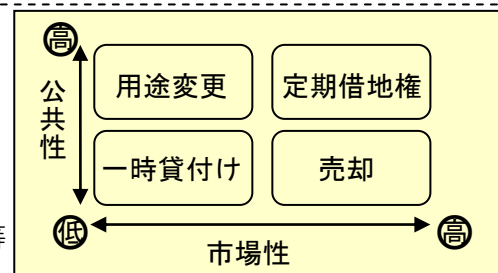 高
用途変更 定期借地権
公共性
一時貸付け 売却
等 低 高
市場性